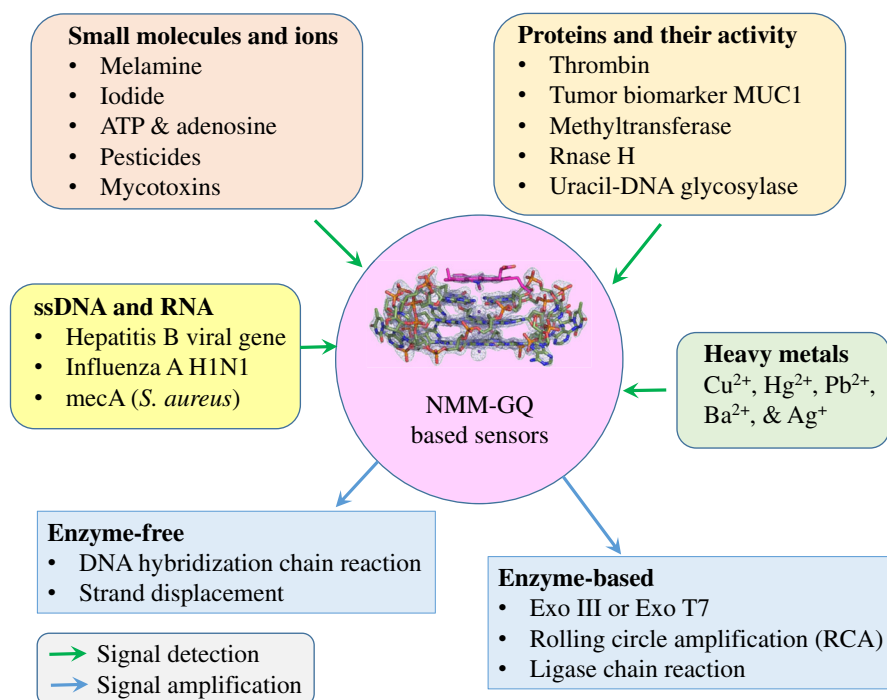 Small molecules and ions
• Melamine
• Iodide
• ATP & adenosine
• Pesticides
• Mycotoxins
Proteins and their activity
• Thrombin
• Tumor biomarker MUC1
• Methyltransferase
• Rnase H
• Uracil-DNA glycosylase
ssDNA and RNA
• Hepatitis B viral gene
• Influenza A H1N1
• mecA (S. aureus)
NMM-GQ
based sensors
Heavy metals
Cu²⁺, Hg²⁺, Pb²⁺,
Ba²⁺, & Ag⁺
Enzyme-free
• DNA hybridization chain reaction
• Strand displacement
Enzyme-based
• Exo III or Exo T7
• Rolling circle amplification (RCA)
• Ligase chain reaction
Signal detection
Signal amplification